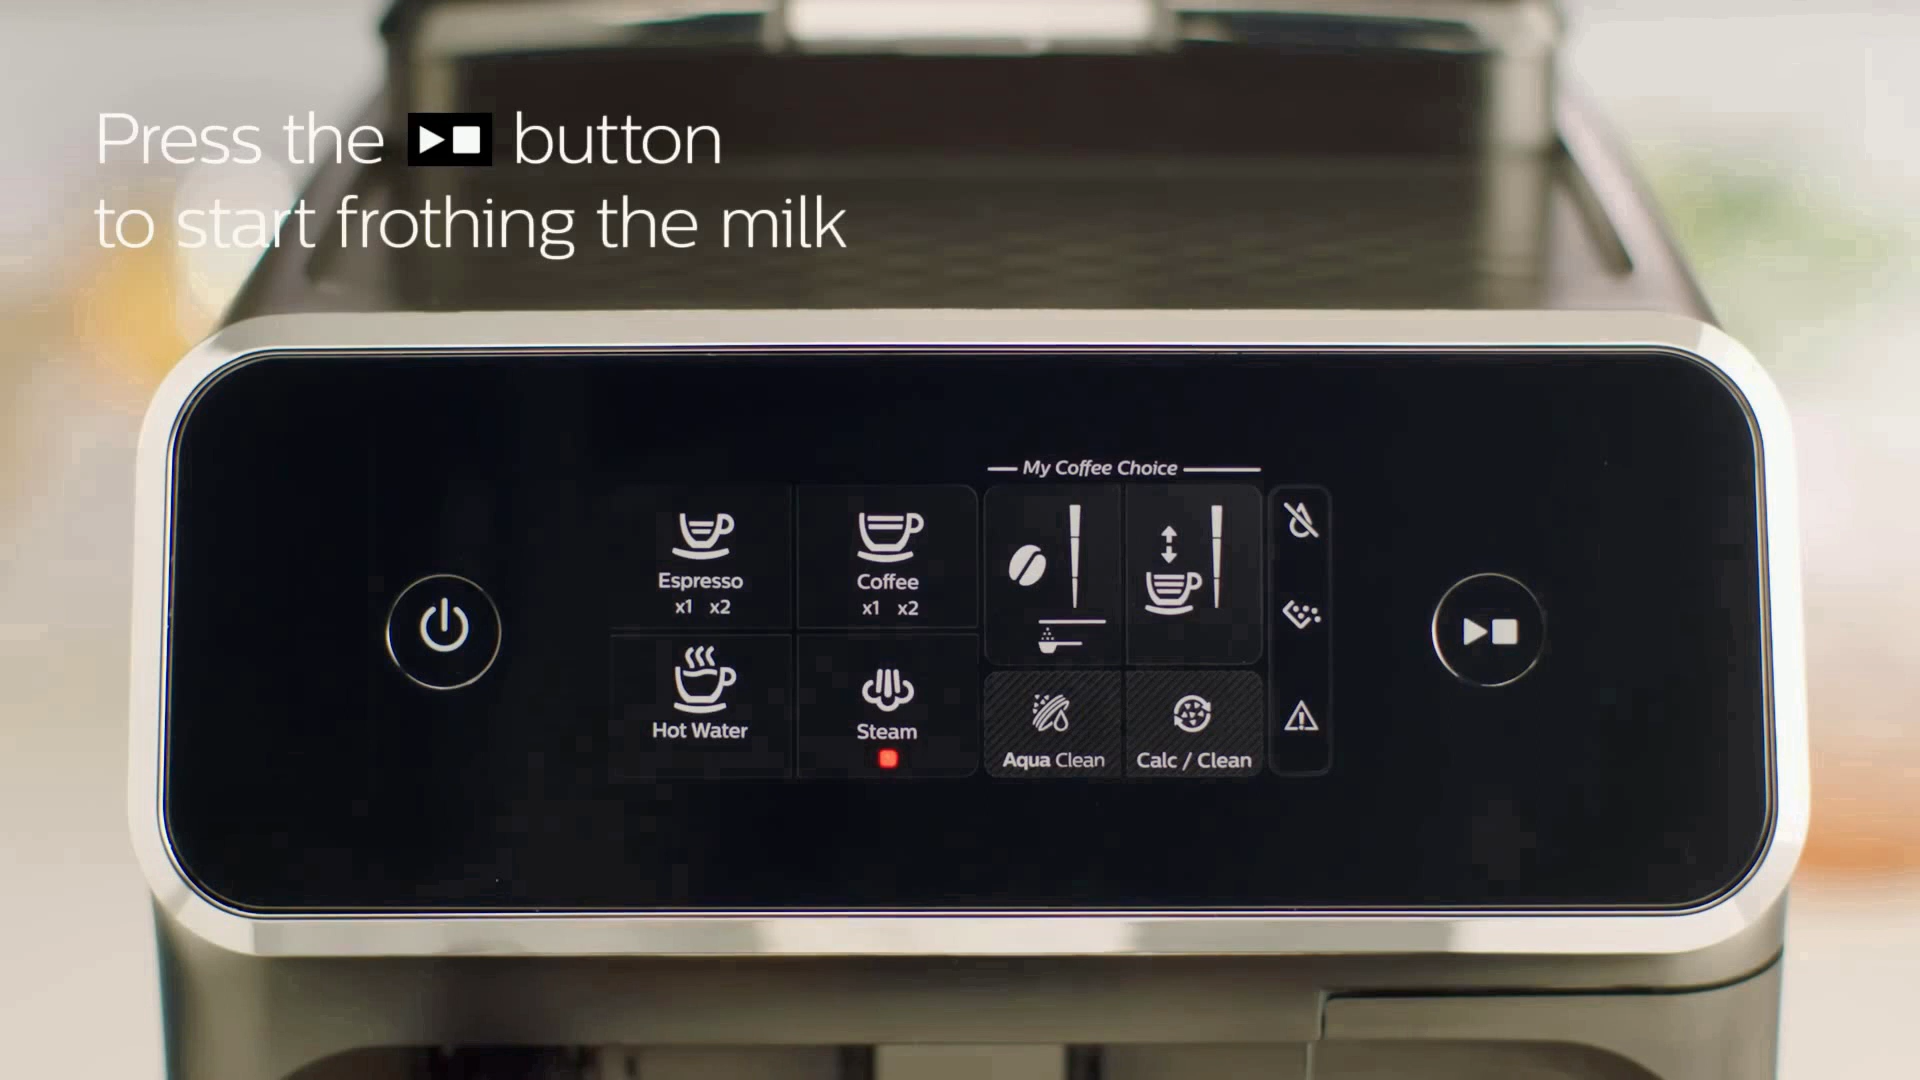 Press the button
to start frothing the milk
My Coffee Choice
Espresso
x1 x2
Coffee
x1 x2
Hot Water
Steam
Aqua Clean
Calc / Clean